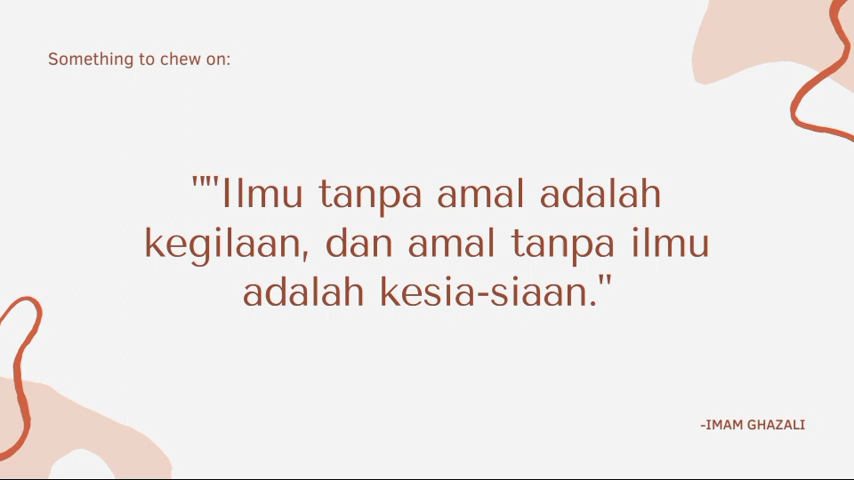 Something to chew on:
""Ilmu tanpa amal adalah
kegilaan, dan amal tanpa ilmu
adalah kesia-siaan."
-IMAM GHAZALI